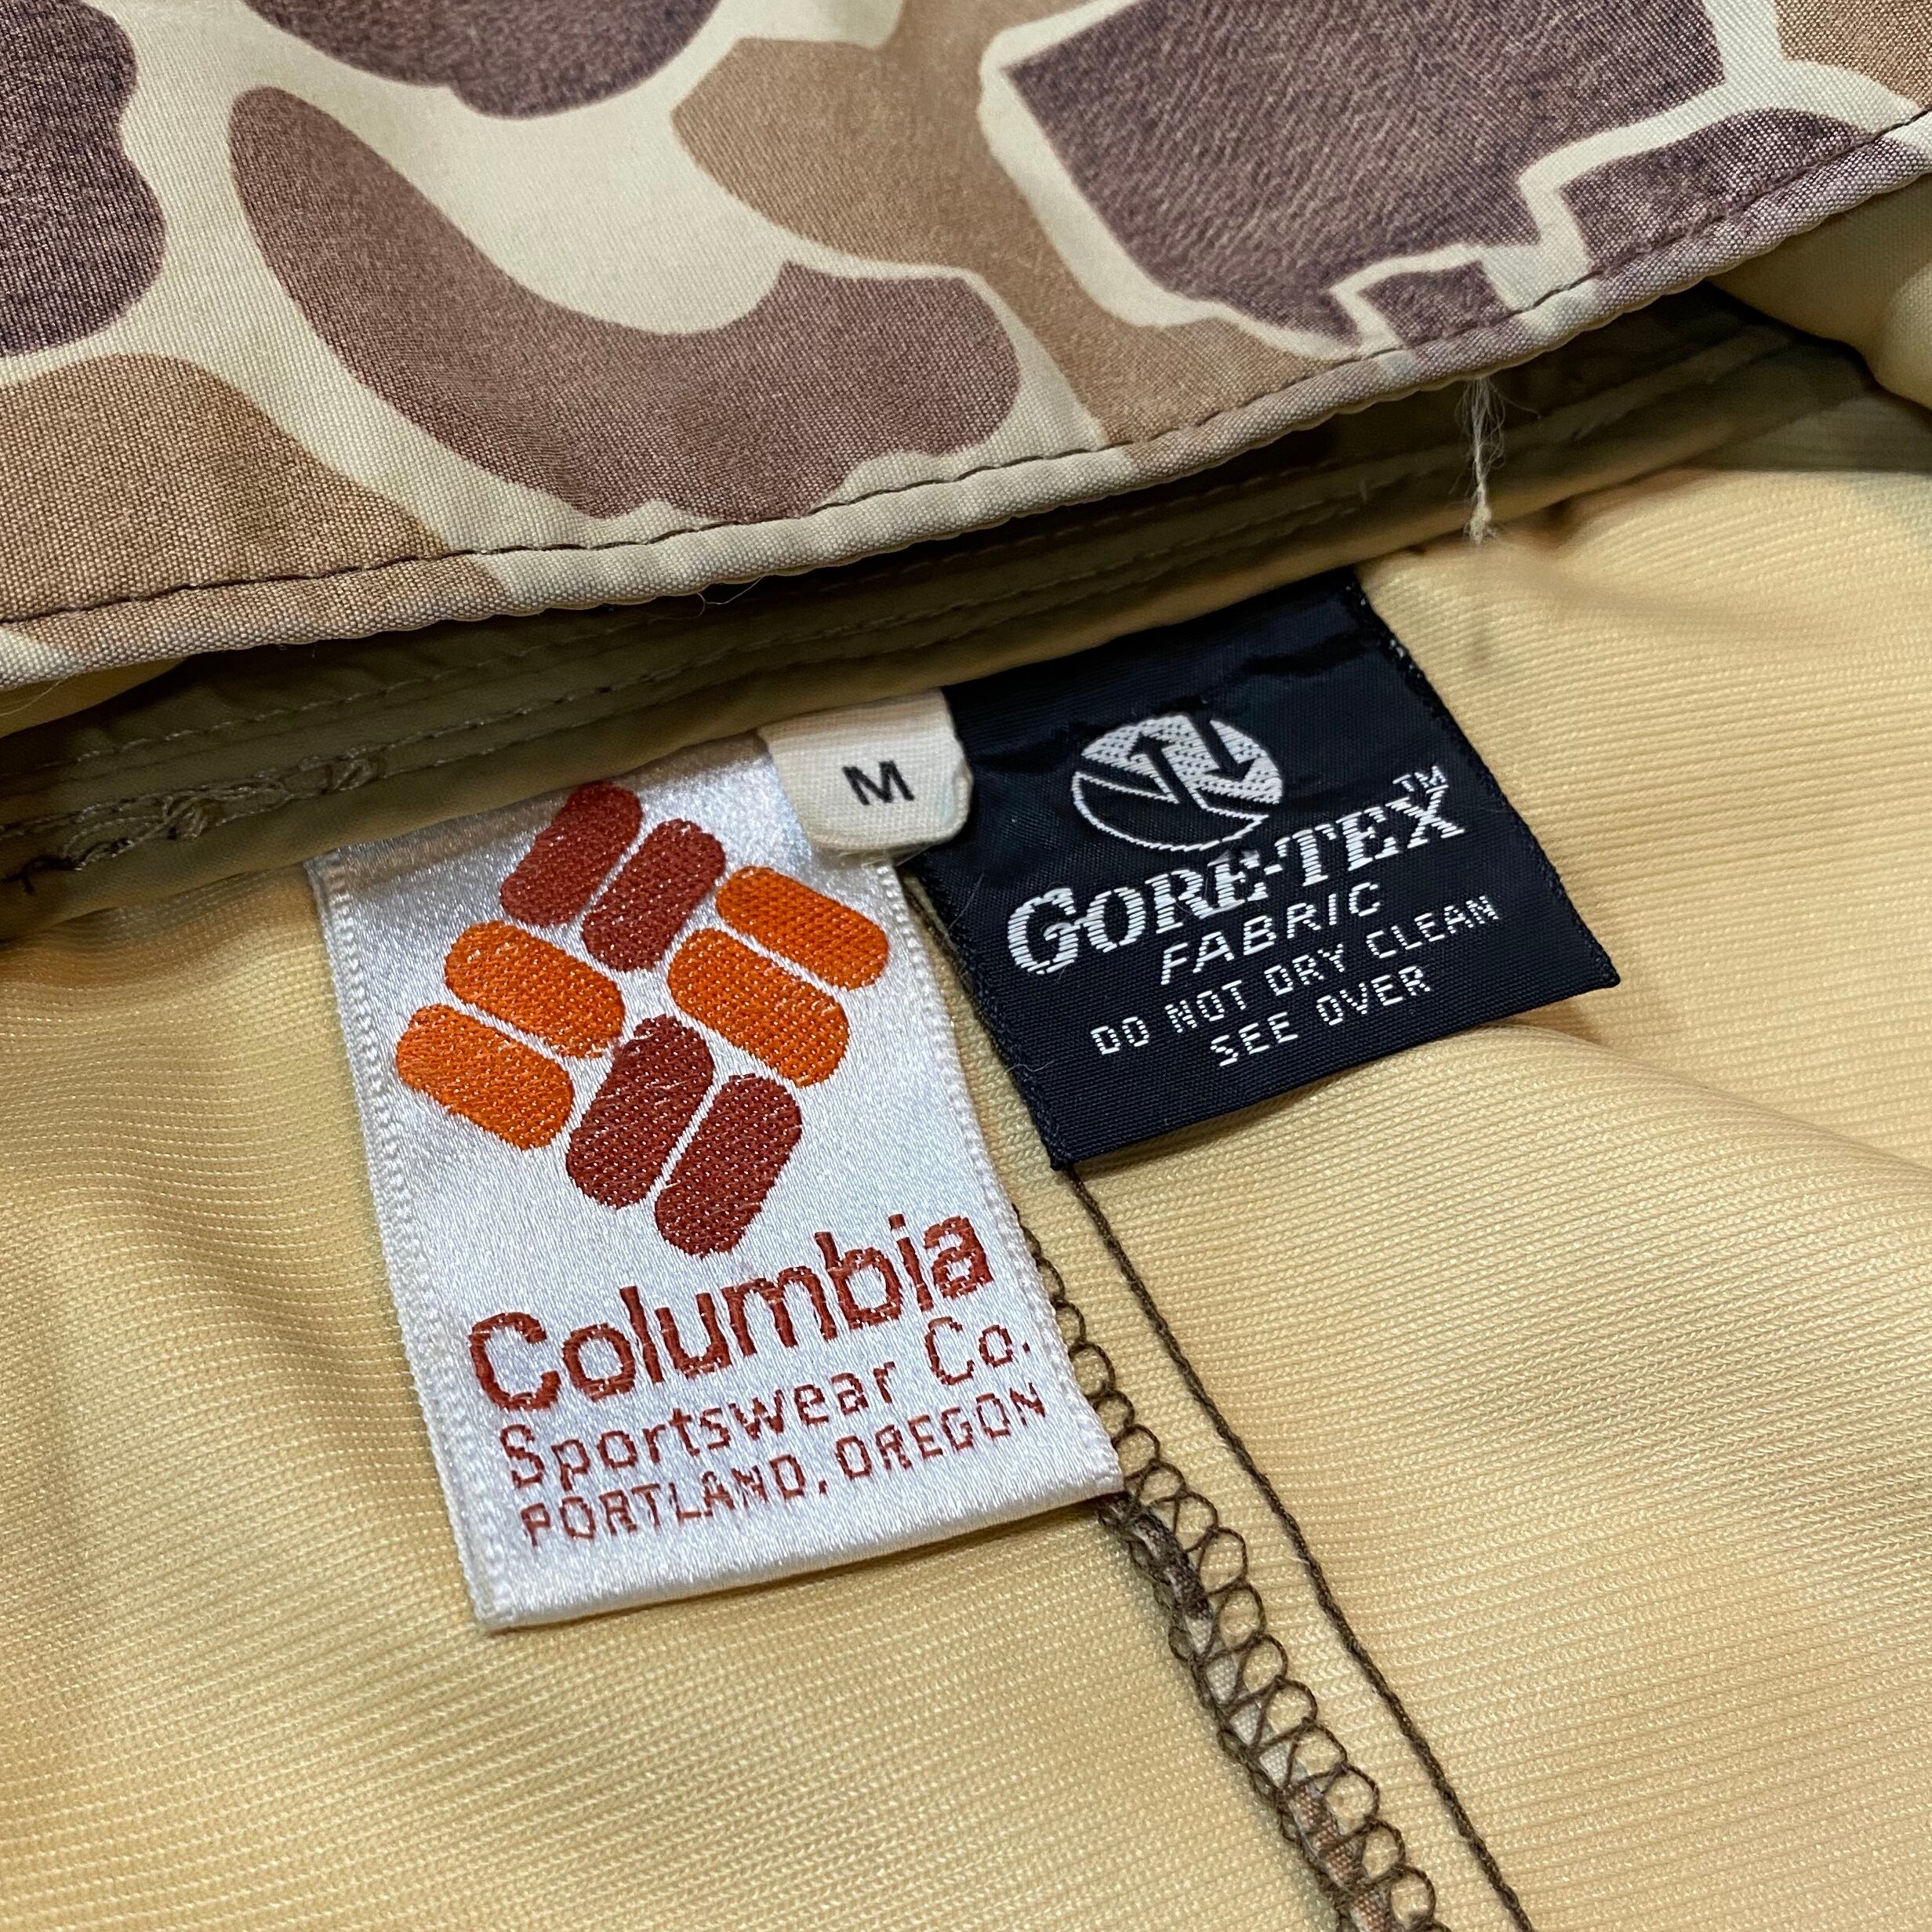 M
Columbia
Sportswear Co.
PORTLAND, OREGON
GORE-TEX™
FABRIC
DO NOT DRY CLEAN
SEE OVER